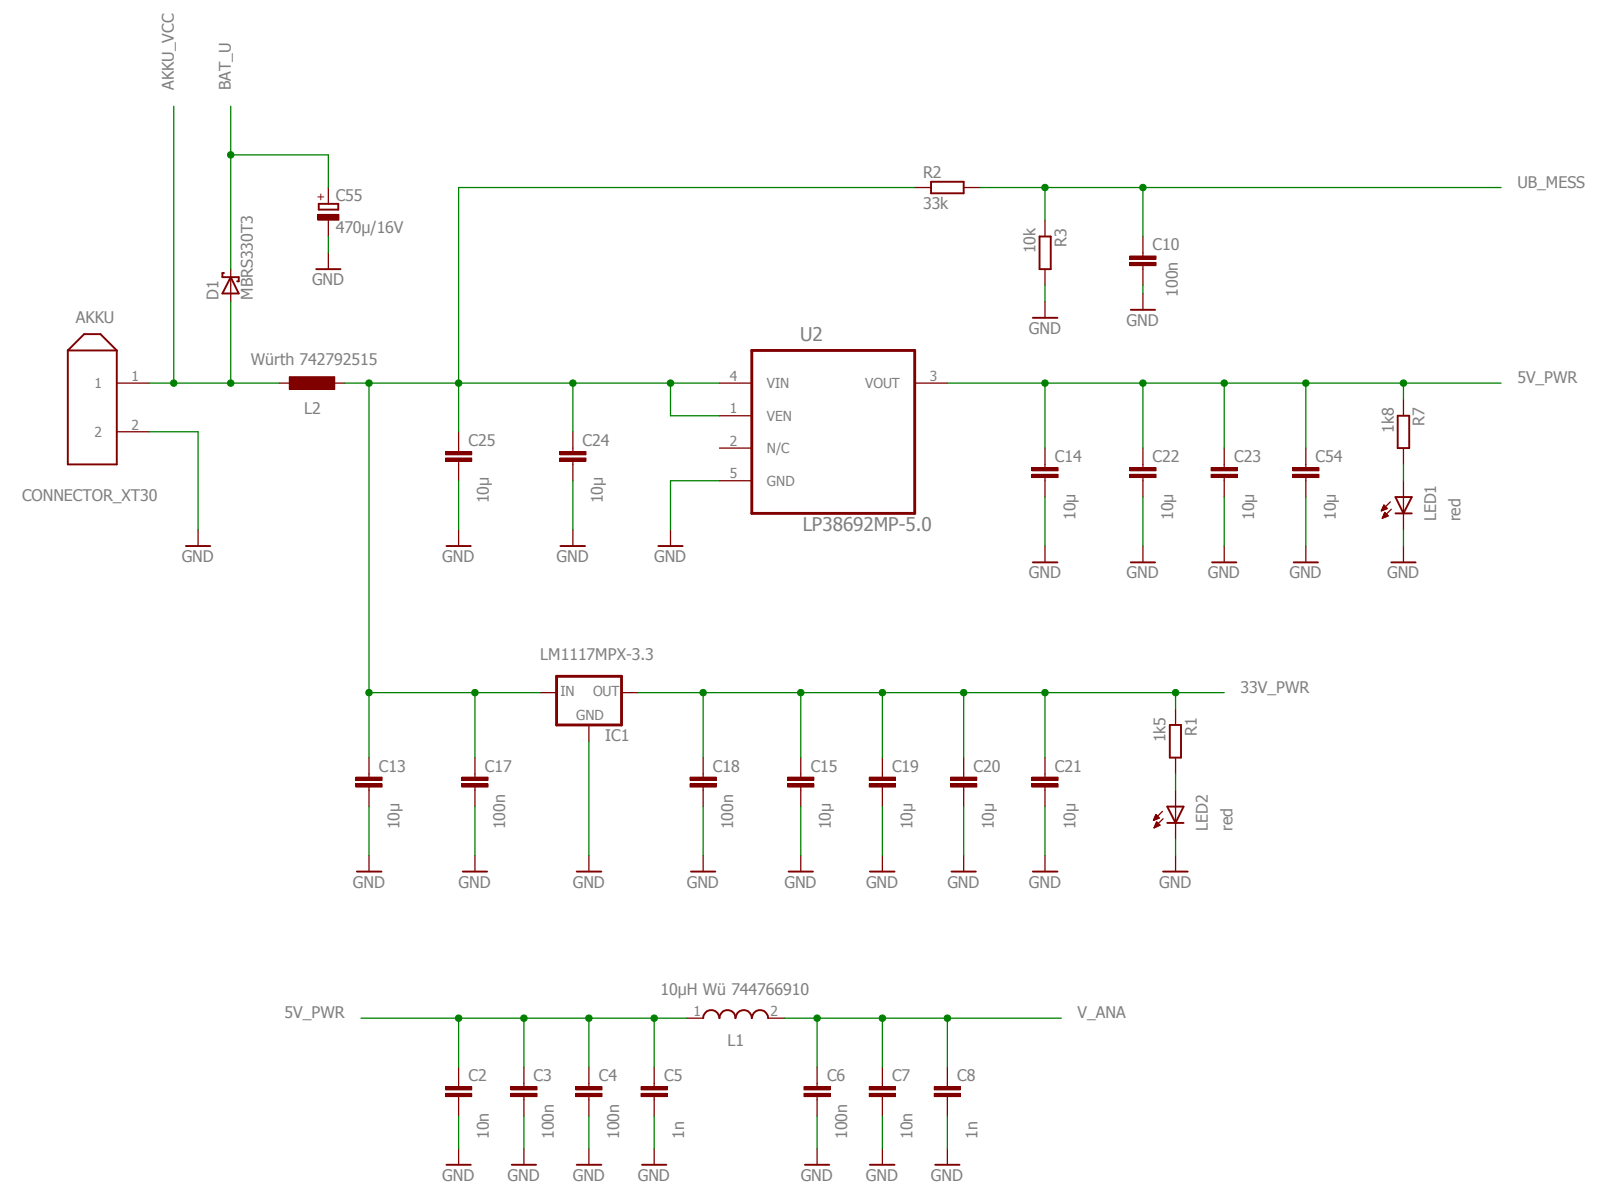 AKKU_VCC
BAT_U
C55
+
470µ/16V
GND
D1
MBRS330T3
AKKU
1
1
2
2
CONNECTOR_XT30
GND
Würth 742792515
L2
R2
33k
UB_MESS
10k
R3
GND
C10
100n
GND
U2
4
VIN
VOUT
3
1
VEN
2
N/C
5
GND
LP38692MP-5.0
5V_PWR
C25
10µ
GND
C24
10µ
GND
GND
C14
10µ
GND
C22
10µ
GND
C23
10µ
GND
C54
10µ
GND
1k8
R7
LED1
red
GND
LM1117MPX-3.3
IN
OUT
GND
IC1
33V_PWR
C13
10µ
GND
C17
100n
GND
GND
C18
100n
GND
C15
10µ
GND
C19
10µ
GND
C20
10µ
GND
C21
10µ
GND
1k5
R1
LED2
red
GND
5V_PWR
10µH Wü 744766910
1
2
L1
V_ANA
C2
10n
GND
C3
100n
GND
C4
100n
GND
C5
1n
GND
C6
100n
GND
C7
10n
GND
C8
1n
GND